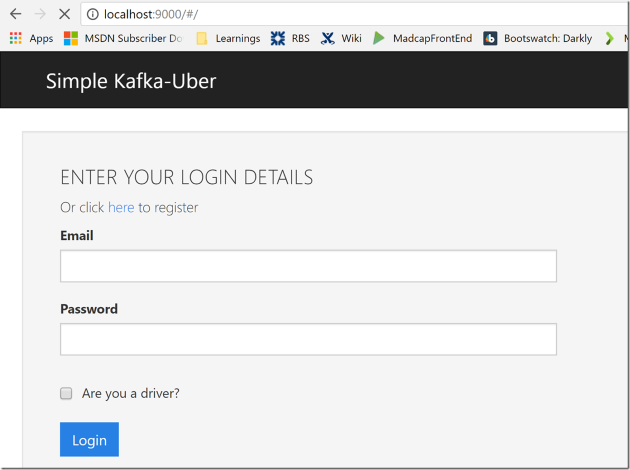 localhost:9000/#/
Apps MSDN Subscriber Do Learnings RBS Wiki MadcapFrontEnd Bootswatch: Darkly
Simple Kafka-Uber
ENTER YOUR LOGIN DETAILS
Or click here to register
Email
Password
Are you a driver?
Login